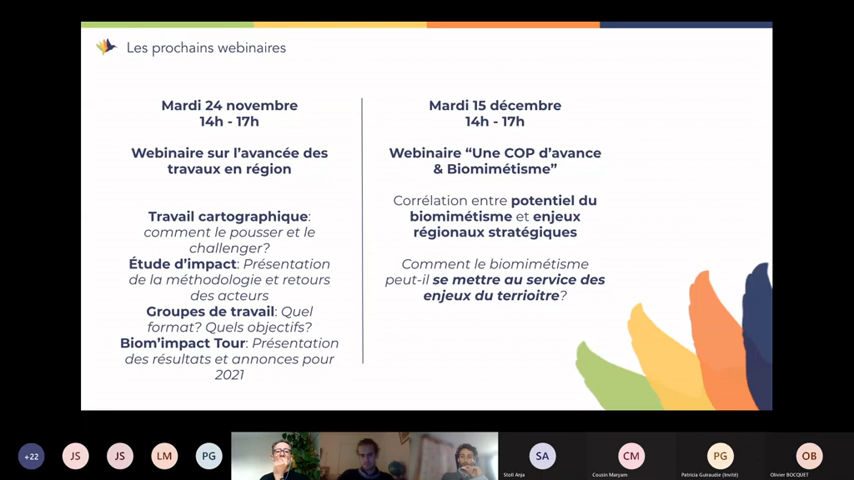 Les prochains webinaires
Mardi 24 novembre
14h - 17h
Webinaire sur l'avancée des
travaux en région
Travail cartographique:
comment le pousser et le
challenger?
Étude d'impact: Présentation
de la méthodologie et retours
des acteurs
Groupes de travail: Quel
format? Quels objectifs?
Biom'impact Tour: Présentation
des résultats et annonces pour
2021
Mardi 15 décembre
14h - 17h
Webinaire “Une COP d'avance
& Biomimétisme”
Corrélation entre potentiel du
biomimétisme et enjeux
régionaux stratégiques
Comment le biomimétisme
peut-il se mettre au service des
enjeux du terrioitre?
+22
JS
JS
LM
PG
SA
CM
PG
OB
Stoll Anja
Cousin Maryam
Patricia Guiraudie (Invité)
Olivier BOCQUET